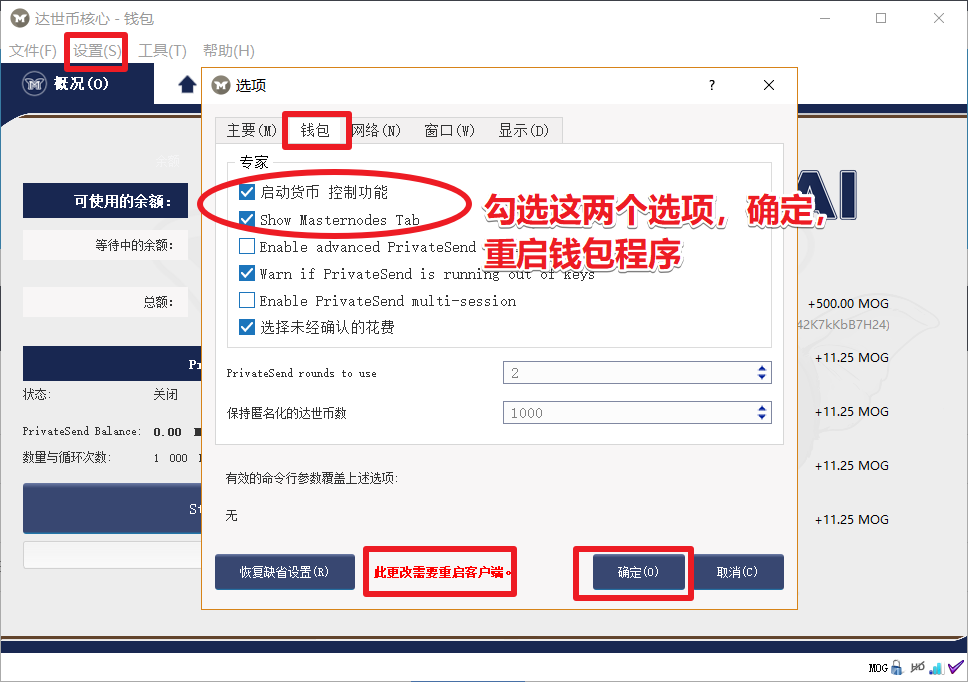 达世币核心 - 钱包
文件(F) 设置(S) 工具(T) 帮助(H)
概况(O)
选项
?
主要(M) 钱包 网络(N) 窗口(W) 显示(D)
专家
启动货币 控制功能
Show Masternodes Tab
Enable advanced PrivateSend
Warn if PrivateSend is running out of keys
Enable PrivateSend multi-session
选择未经确认的花费
勾选这两个选项，确定，
重启钱包程序
PrivateSend rounds to use 2
保持匿名化的达世币数 1000
有效的命令行参数覆盖上述选项:
无
恢复缺省设置(R) 此更改需要重启客户端。 确定(O) 取消(C)
可使用的余额:
等待中的余额:
总额:
状态: 关闭
PrivateSend Balance: 0.00
数量与循环次数: 1 000
AI
+500.00 MOG
42K7kKbB7H24)
+11.25 MOG
+11.25 MOG
+11.25 MOG
+11.25 MOG
MOG HD